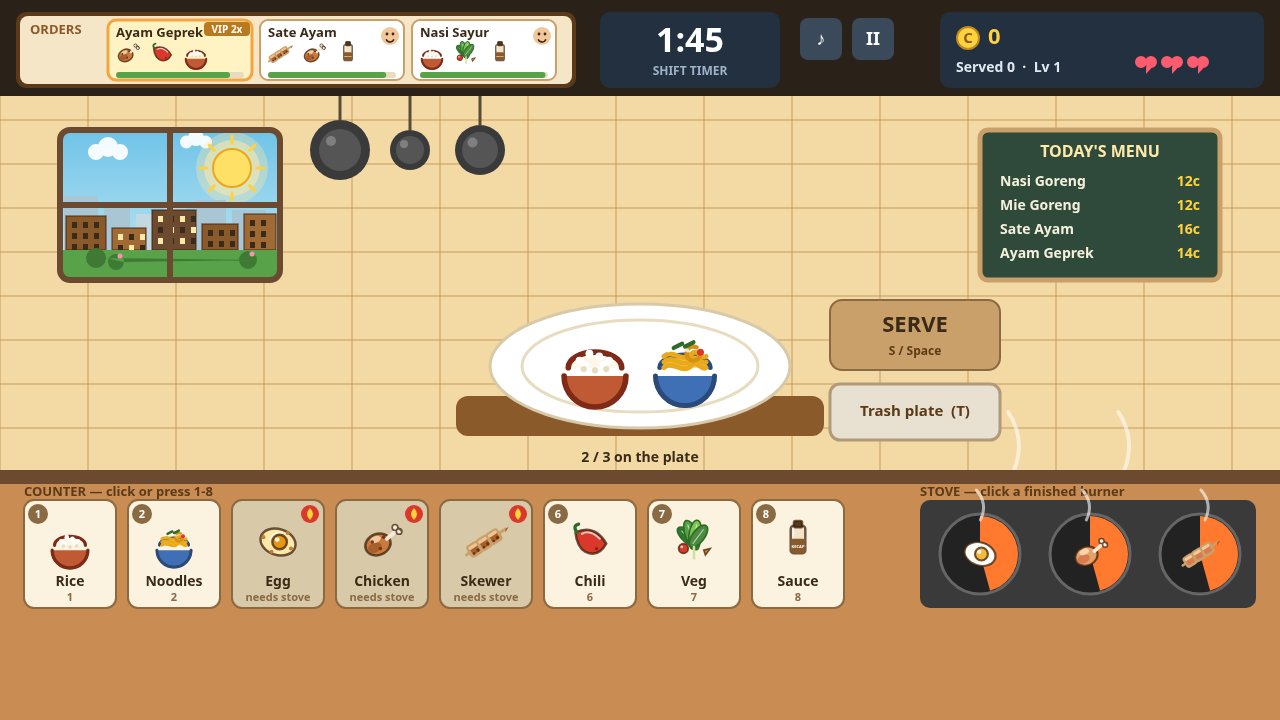 ORDERS
Ayam Geprek
VIP 2x
Sate Ayam
Nasi Sayur
1:45
SHIFT TIMER
♪
II
C
0
Served 0 · Lv 1
TODAY'S MENU
Nasi Goreng 12c
Mie Goreng 12c
Sate Ayam 16c
Ayam Geprek 14c
SERVE
S / Space
Trash plate (T)
2 / 3 on the plate
COUNTER — click or press 1-8
STOVE — click a finished burner
1
Rice
1
2
Noodles
2
Egg
needs stove
Chicken
needs stove
Skewer
needs stove
6
Chili
6
7
Veg
7
8
KECAP
Sauce
8